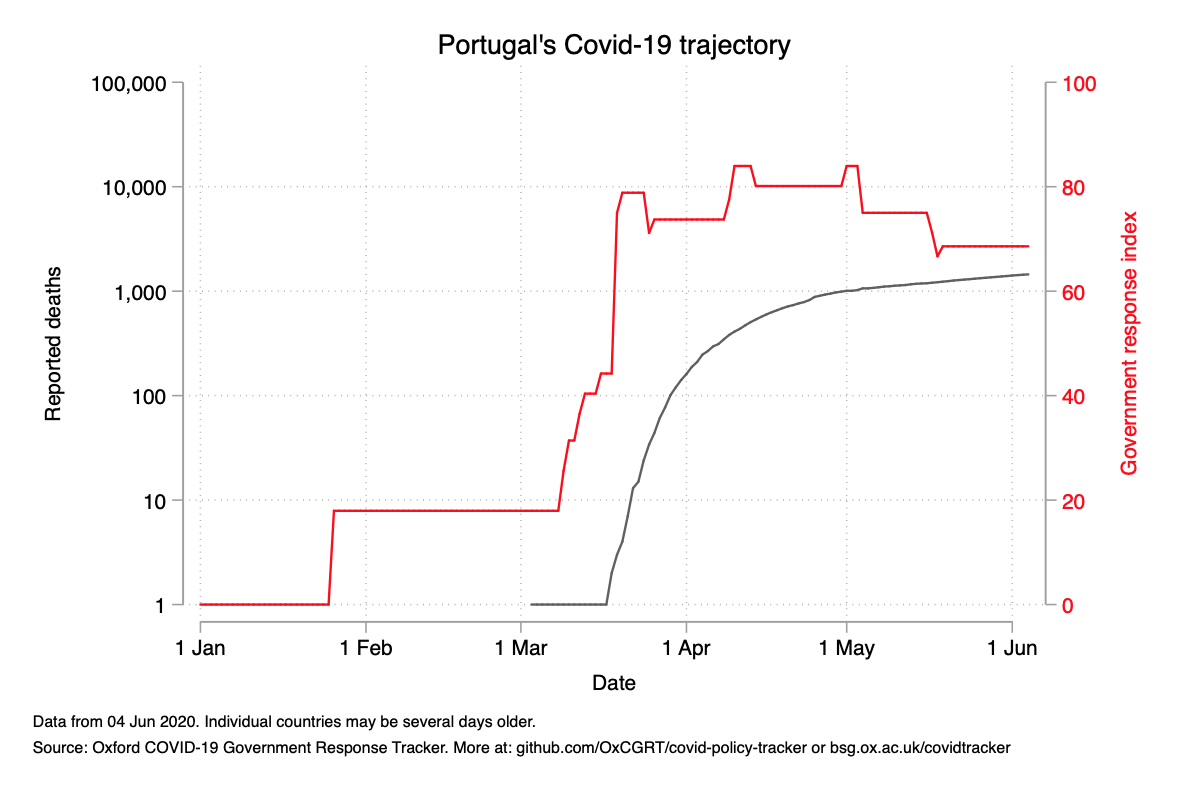 Portugal's Covid-19 trajectory
100,000
10,000
1,000
100
10
1
Reported deaths
100
80
60
40
20
0
Government response index
1 Jan 1 Feb 1 Mar 1 Apr 1 May 1 Jun
Date
Data from 04 Jun 2020. Individual countries may be several days older.
Source: Oxford COVID-19 Government Response Tracker. More at: github.com/OxCGRT/covid-policy-tracker or bsg.ox.ac.uk/covidtracker